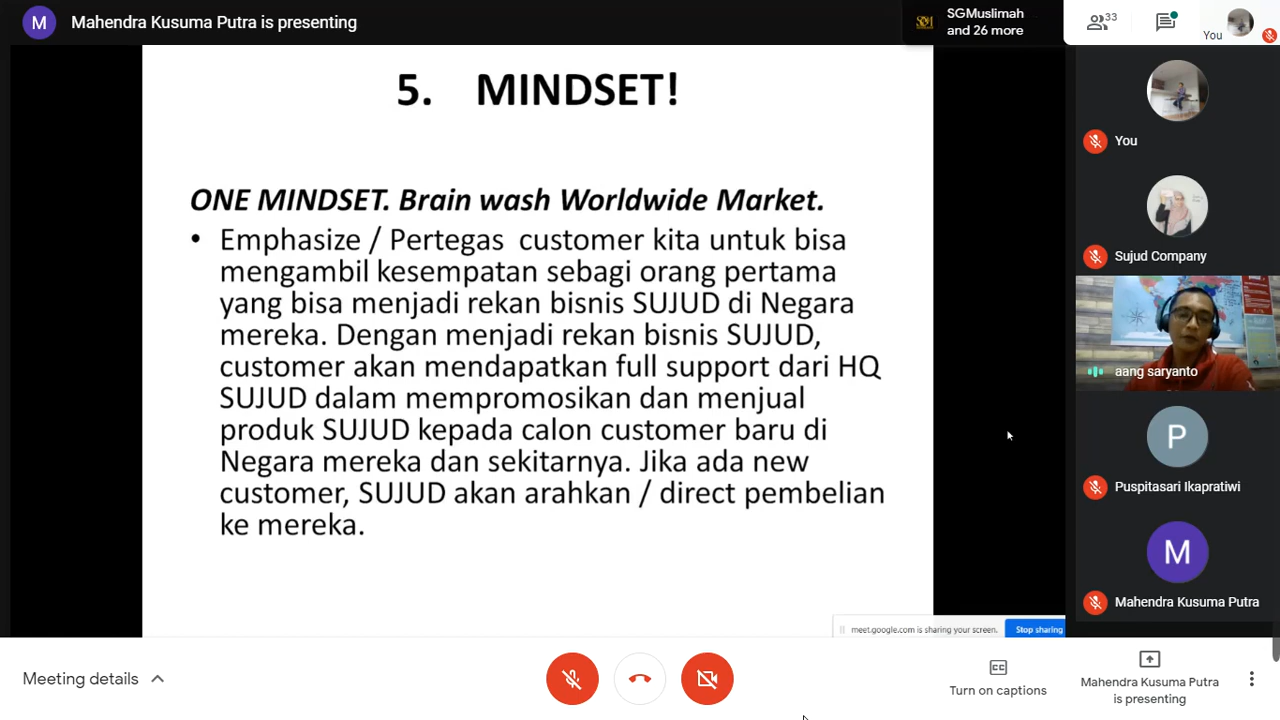 M
Mahendra Kusuma Putra is presenting
SGMuslimah
and 26 more
33
You
5. MINDSET!
ONE MINDSET. Brain wash Worldwide Market.
• Emphasize / Pertegas customer kita untuk bisa
mengambil kesempatan sebagi orang pertama
yang bisa menjadi rekan bisnis SUJUD di Negara
mereka. Dengan menjadi rekan bisnis SUJUD,
customer akan mendapatkan full support dari HQ
SUJUD dalam mempromosikan dan menjual
produk SUJUD kepada calon customer baru di
Negara mereka dan sekitarnya. Jika ada new
customer, SUJUD akan arahkan / direct pembelian
ke mereka.
meet.google.com is sharing your screen.
Stop sharing
You
Sujud Company
aang saryanto
P
Puspitasari Ikapratiwi
M
Mahendra Kusuma Putra
Meeting details
CC
Turn on captions
Mahendra Kusuma Putra
is presenting